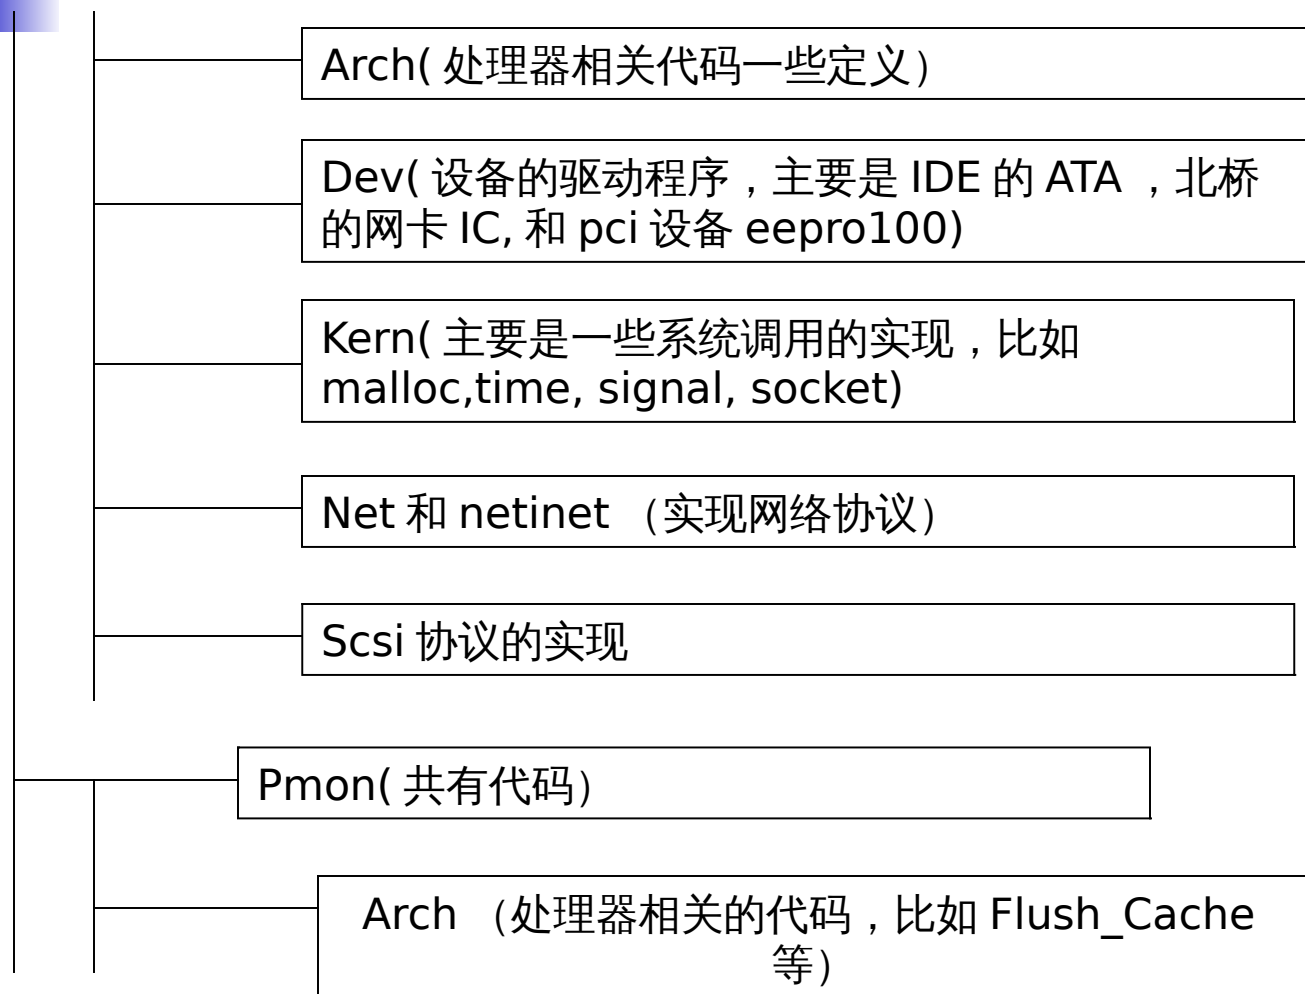 Arch( 处理器相关代码一些定义）
Dev( 设备的驱动程序，主要是 IDE 的 ATA ，北桥
的网卡 IC, 和 pci 设备 eepro100)
Kern( 主要是一些系统调用的实现，比如
malloc,time, signal, socket)
Net 和 netinet （实现网络协议）
Scsi 协议的实现
Pmon( 共有代码）
Arch （处理器相关的代码，比如 Flush_Cache
等）